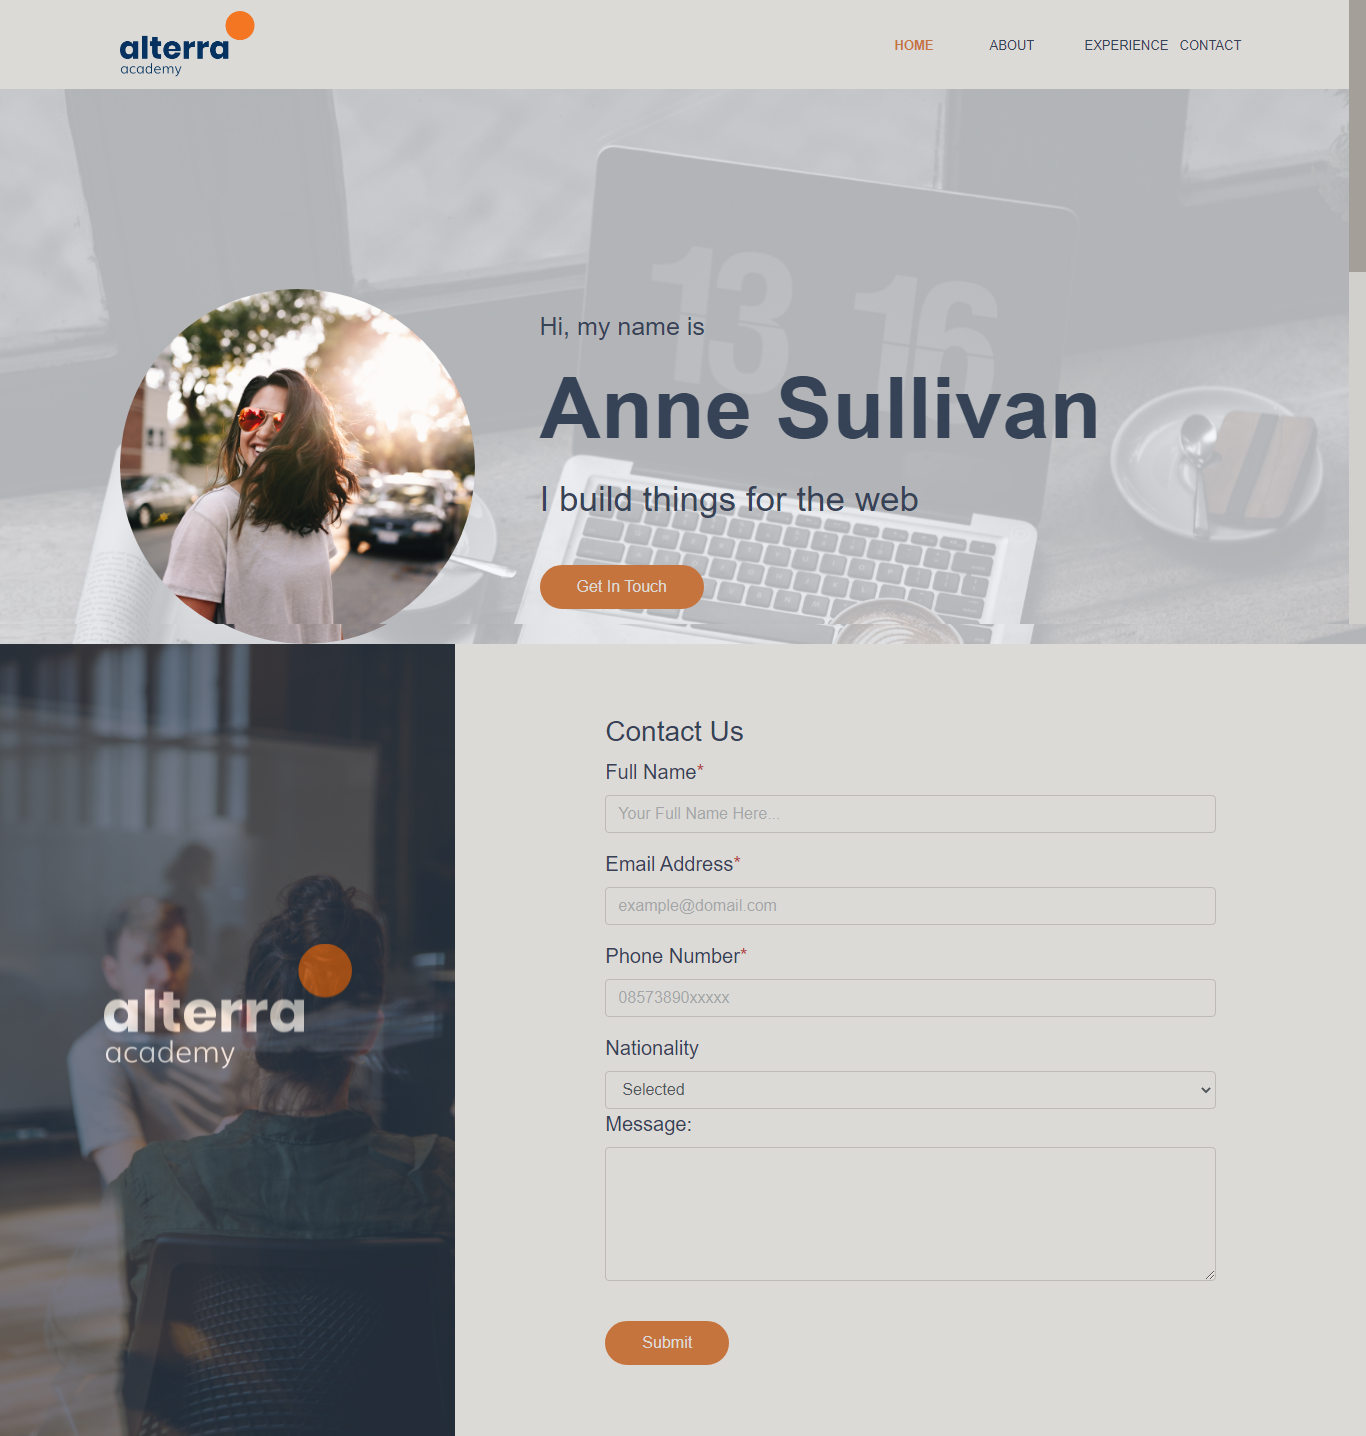 alterra
academy
HOME ABOUT EXPERIENCE CONTACT
13 16
Hi, my name is
Anne Sullivan
I build things for the web
Get In Touch
alterra
academy
Contact Us
Full Name*
Your Full Name Here...
Email Address*
example@domail.com
Phone Number*
08573890xxxxx
Nationality
Selected
Message:
Submit